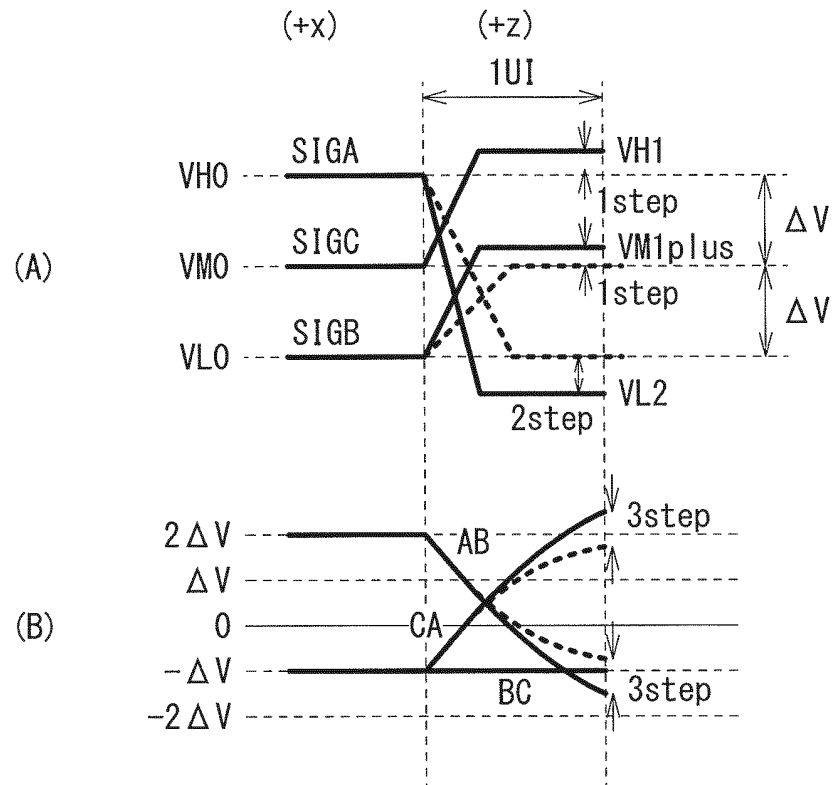 (+x) (+z)
1UI
(A)
VH0 SIGA VH1
1step
ΔV
VM0 SIGC VM1plus
1step
ΔV
VL0 SIGB
VL2
2step
(B)
2ΔV AB 3step
ΔV
0 CA
-ΔV BC 3step
-2ΔV